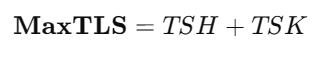 MaxTLS = TSH + TSK